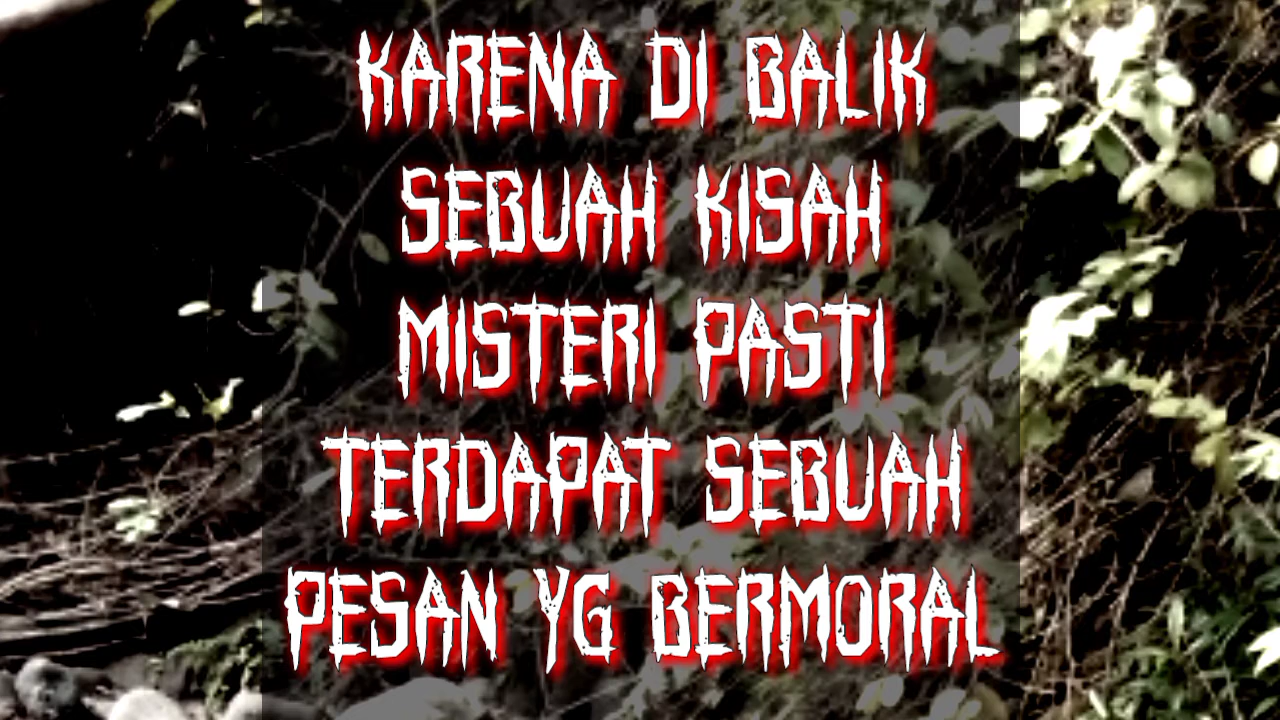 KARENA DI BALIK
SEBUAH KISAH
MISTERI PASTI
TERDAPAT SEBUAH
PESAN YG BERMORAL